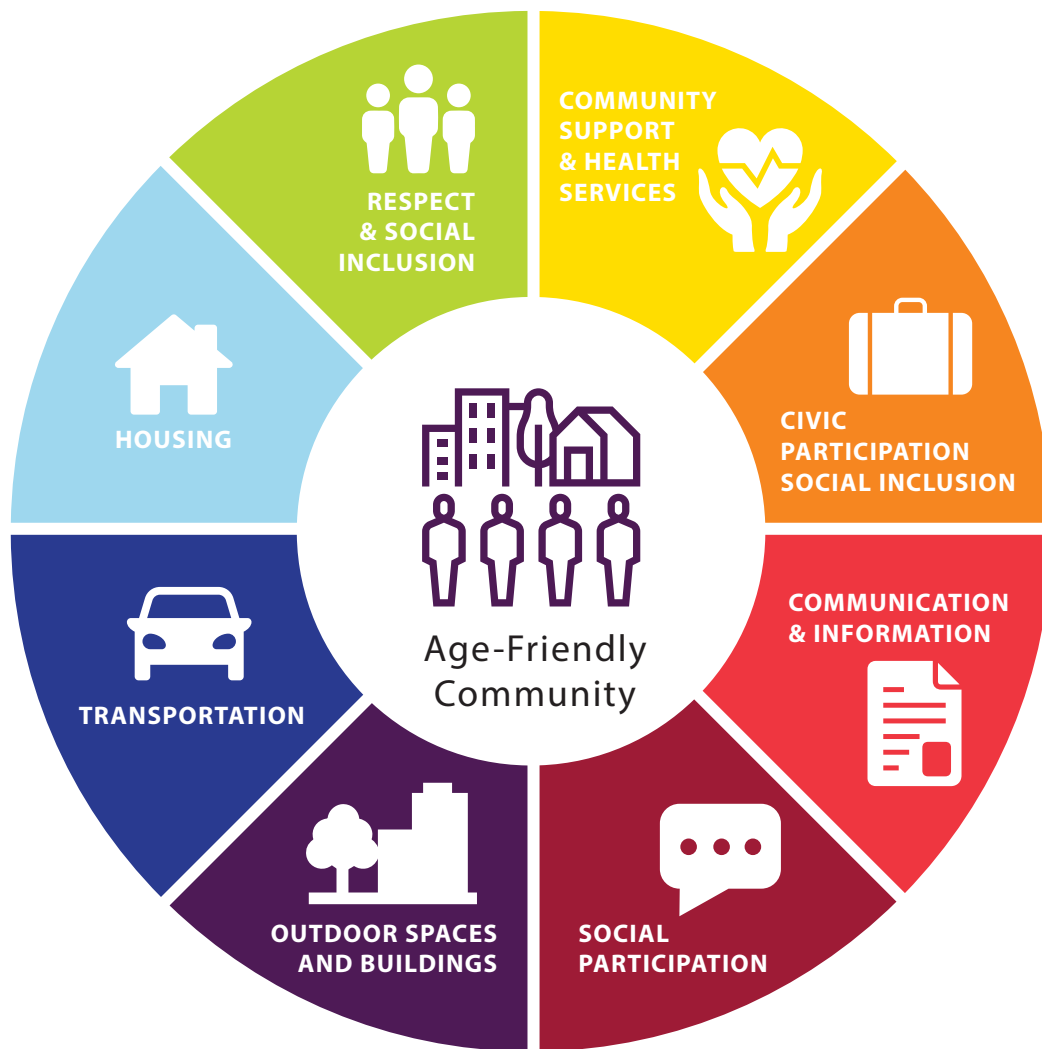 COMMUNITY
SUPPORT
& HEALTH
SERVICES
CIVIC
PARTICIPATION
SOCIAL INCLUSION
COMMUNICATION
& INFORMATION
SOCIAL
PARTICIPATION
OUTDOOR SPACES
AND BUILDINGS
TRANSPORTATION
HOUSING
RESPECT
& SOCIAL
INCLUSION
Age-Friendly
Community